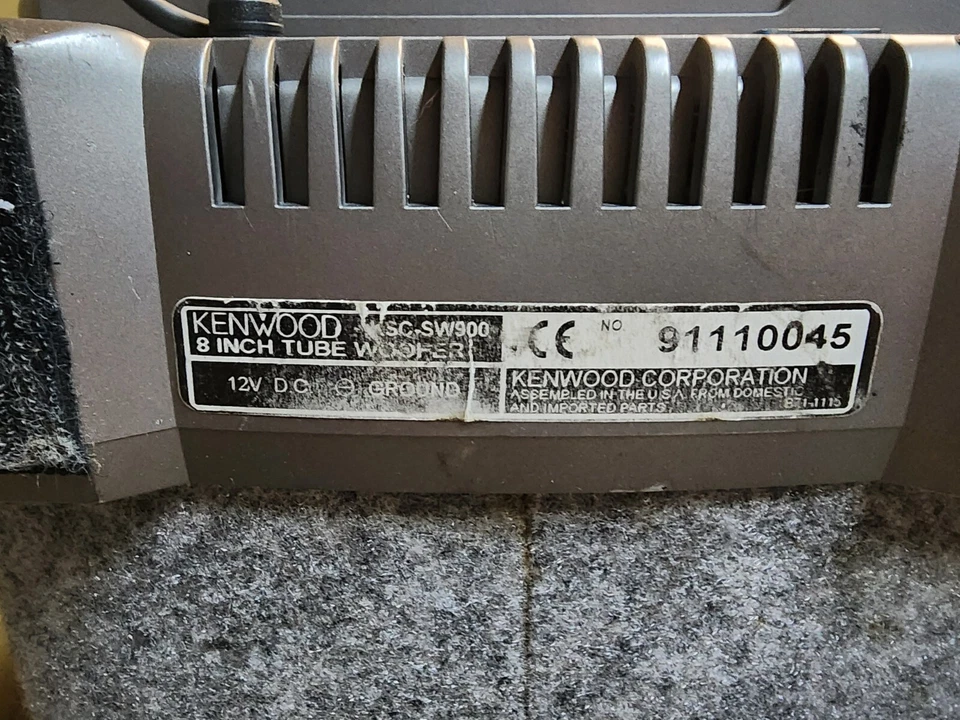 KENWOOD KSC-SW900
8 INCH TUBE WOOFER
12V D.C. ⊖ GROUND
CE NO 91110045
KENWOOD CORPORATION
ASSEMBLED IN THE U.S.A. FROM DOMESTIC
AND IMPORTED PARTS